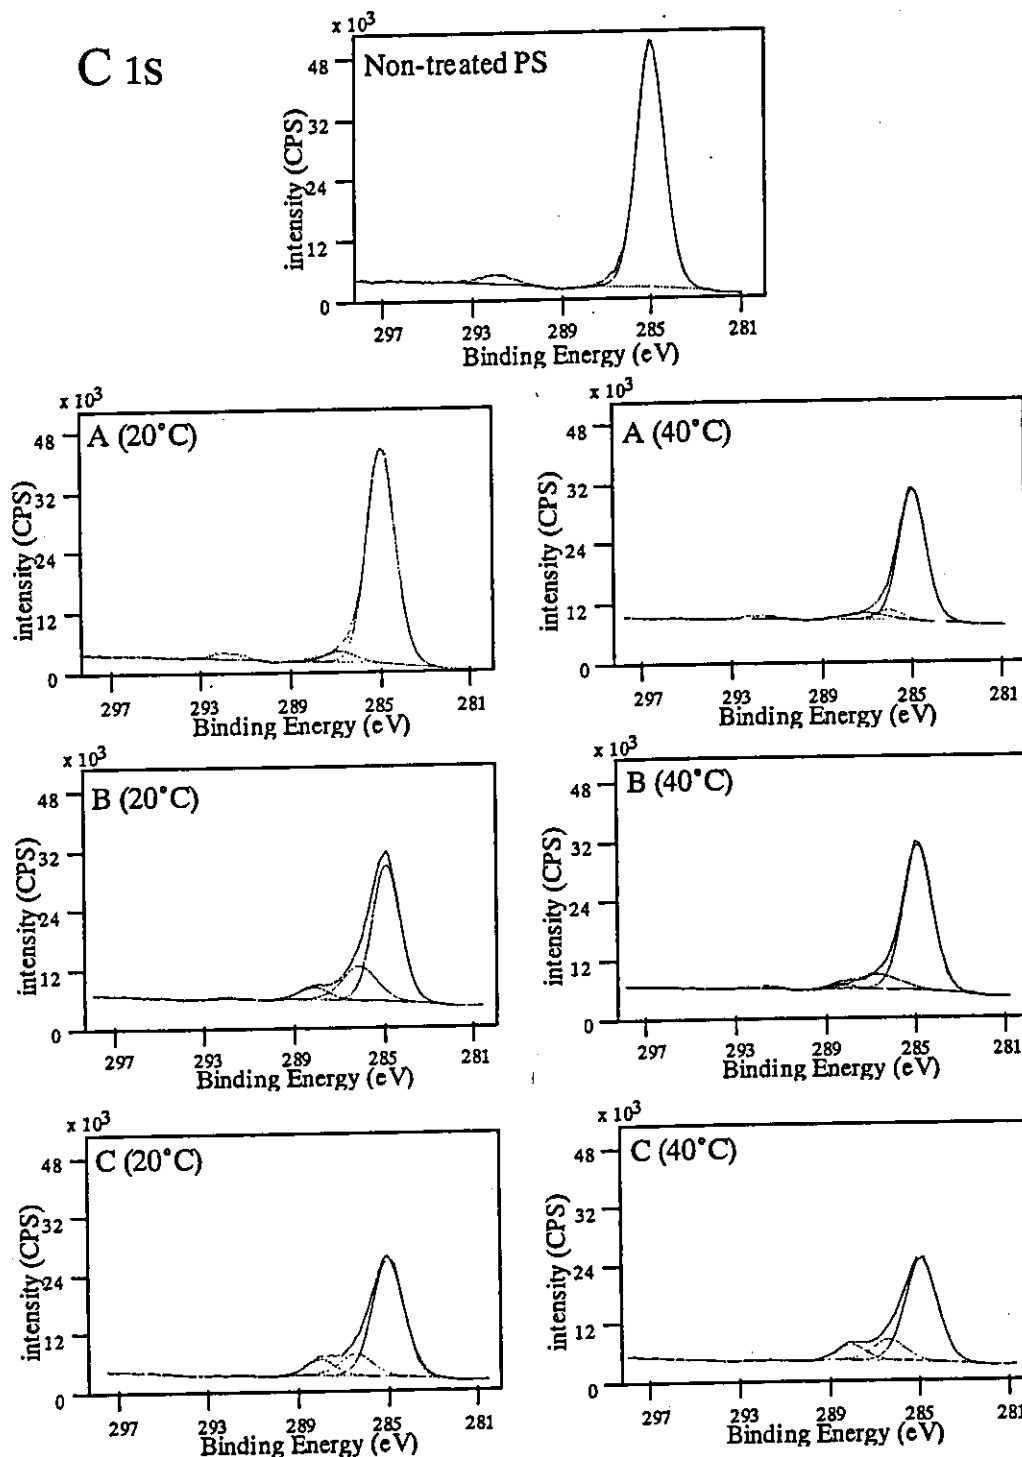 C 1s
x 10³
Non-treated PS
intensity (CPS)
48
32
24
12
0
297
293
289
285
281
Binding Energy (eV)
x 10³
A (20°C)
intensity (CPS)
48
32
24
12
0
297
293
289
285
281
Binding Energy (eV)
x 10³
A (40°C)
intensity (CPS)
48
32
24
12
0
297
293
289
285
281
Binding Energy (eV)
x 10³
B (20°C)
intensity (CPS)
48
32
24
12
0
297
293
289
285
281
Binding Energy (eV)
x 10³
B (40°C)
intensity (CPS)
48
32
24
12
0
297
293
289
285
281
Binding Energy (eV)
x 10³
C (20°C)
intensity (CPS)
48
32
24
12
0
297
293
289
285
281
Binding Energy (eV)
x 10³
C (40°C)
intensity (CPS)
48
32
24
12
0
297
293
289
285
281
Binding Energy (eV)